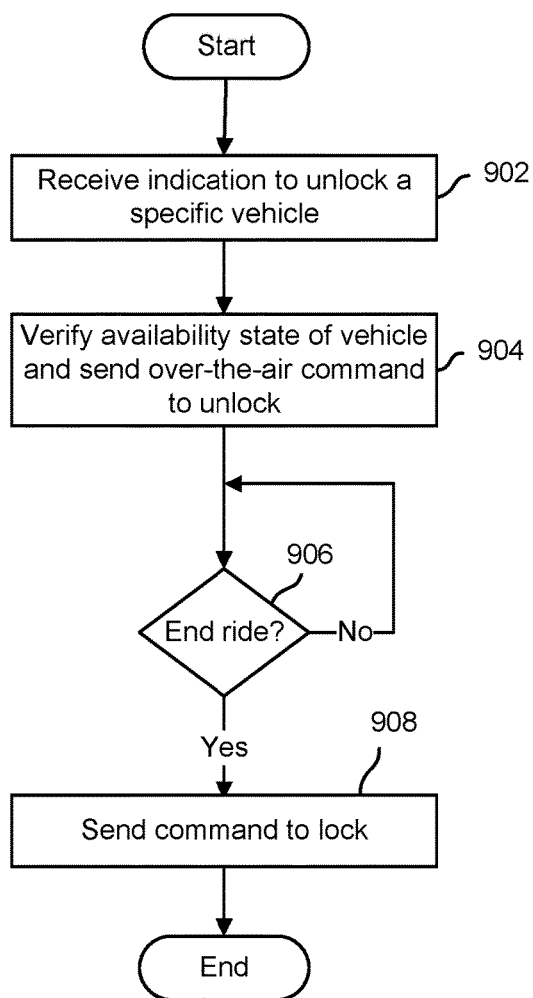 Start
Receive indication to unlock a
specific vehicle
902
Verify availability state of vehicle
and send over-the-air command
to unlock
904
906
End ride?
No
Yes
908
Send command to lock
End